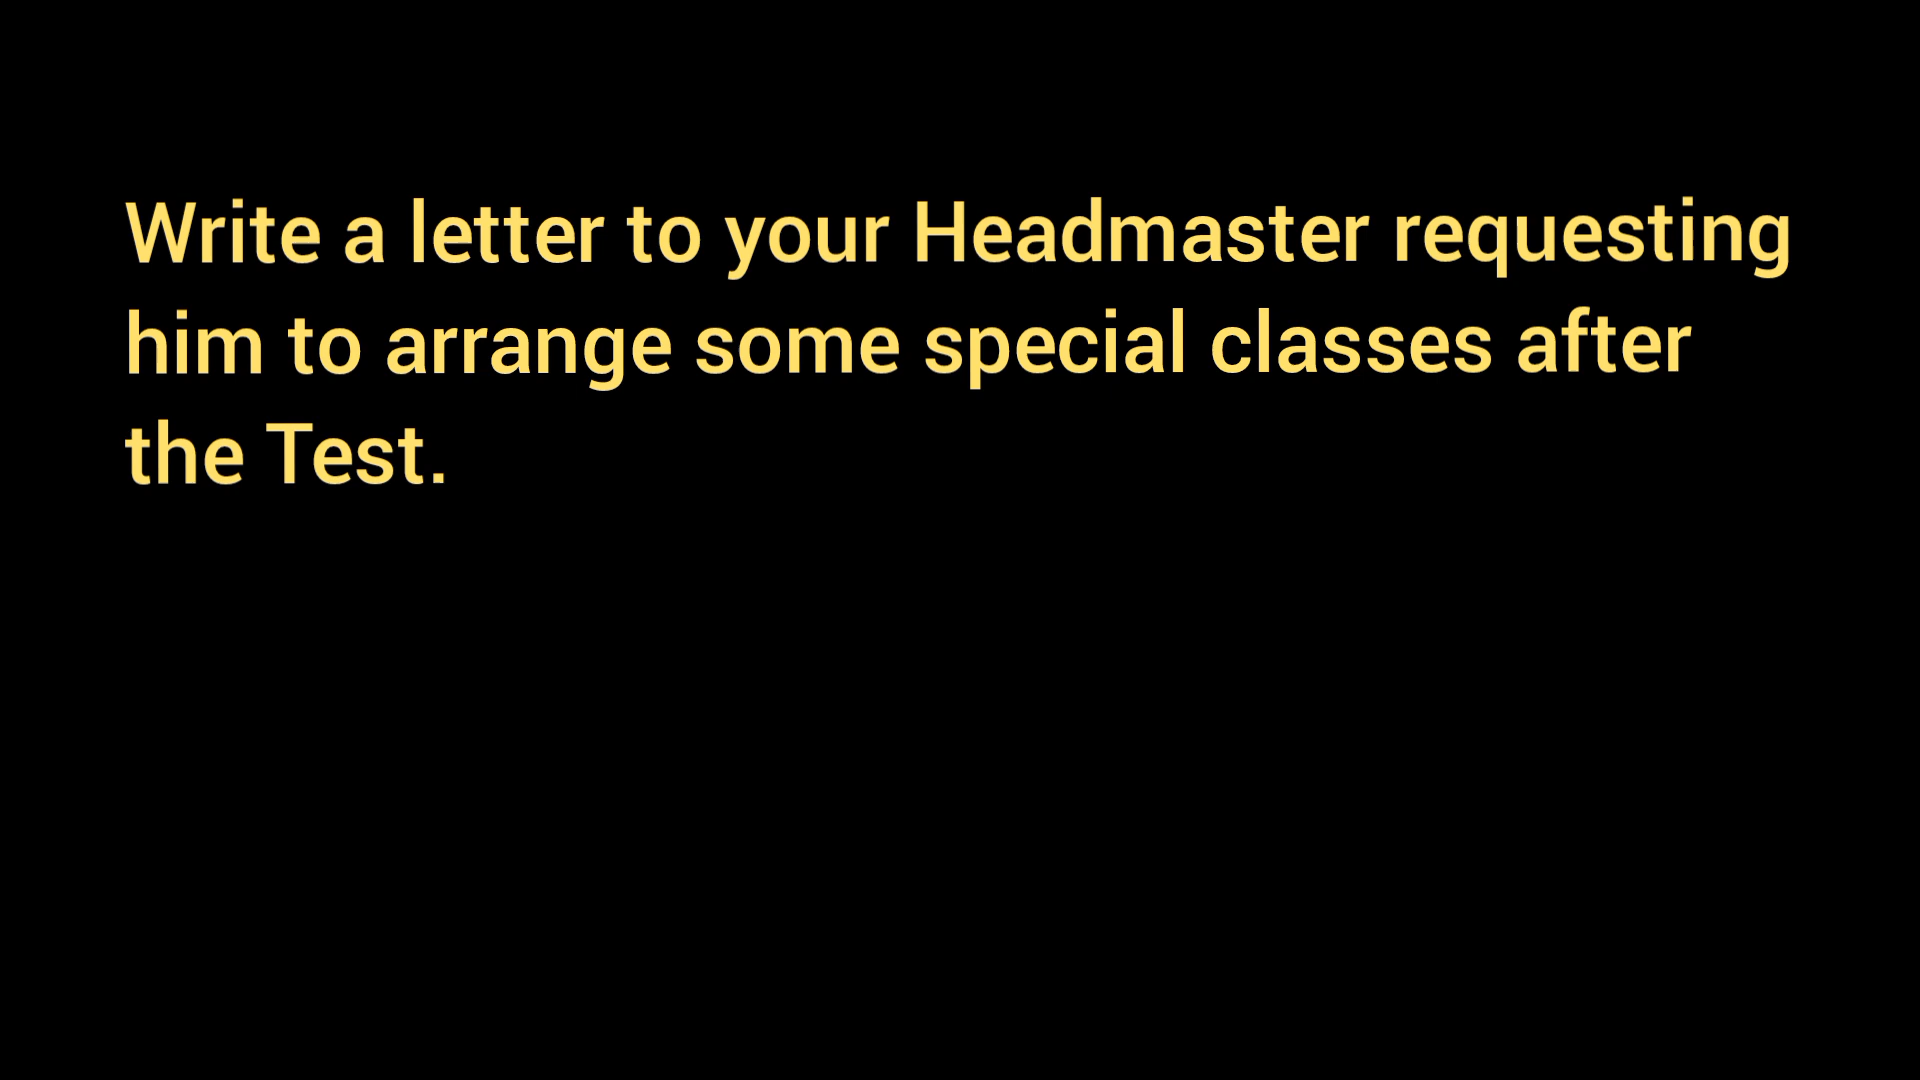 Write a letter to your Headmaster requesting
him to arrange some special classes after
the Test.